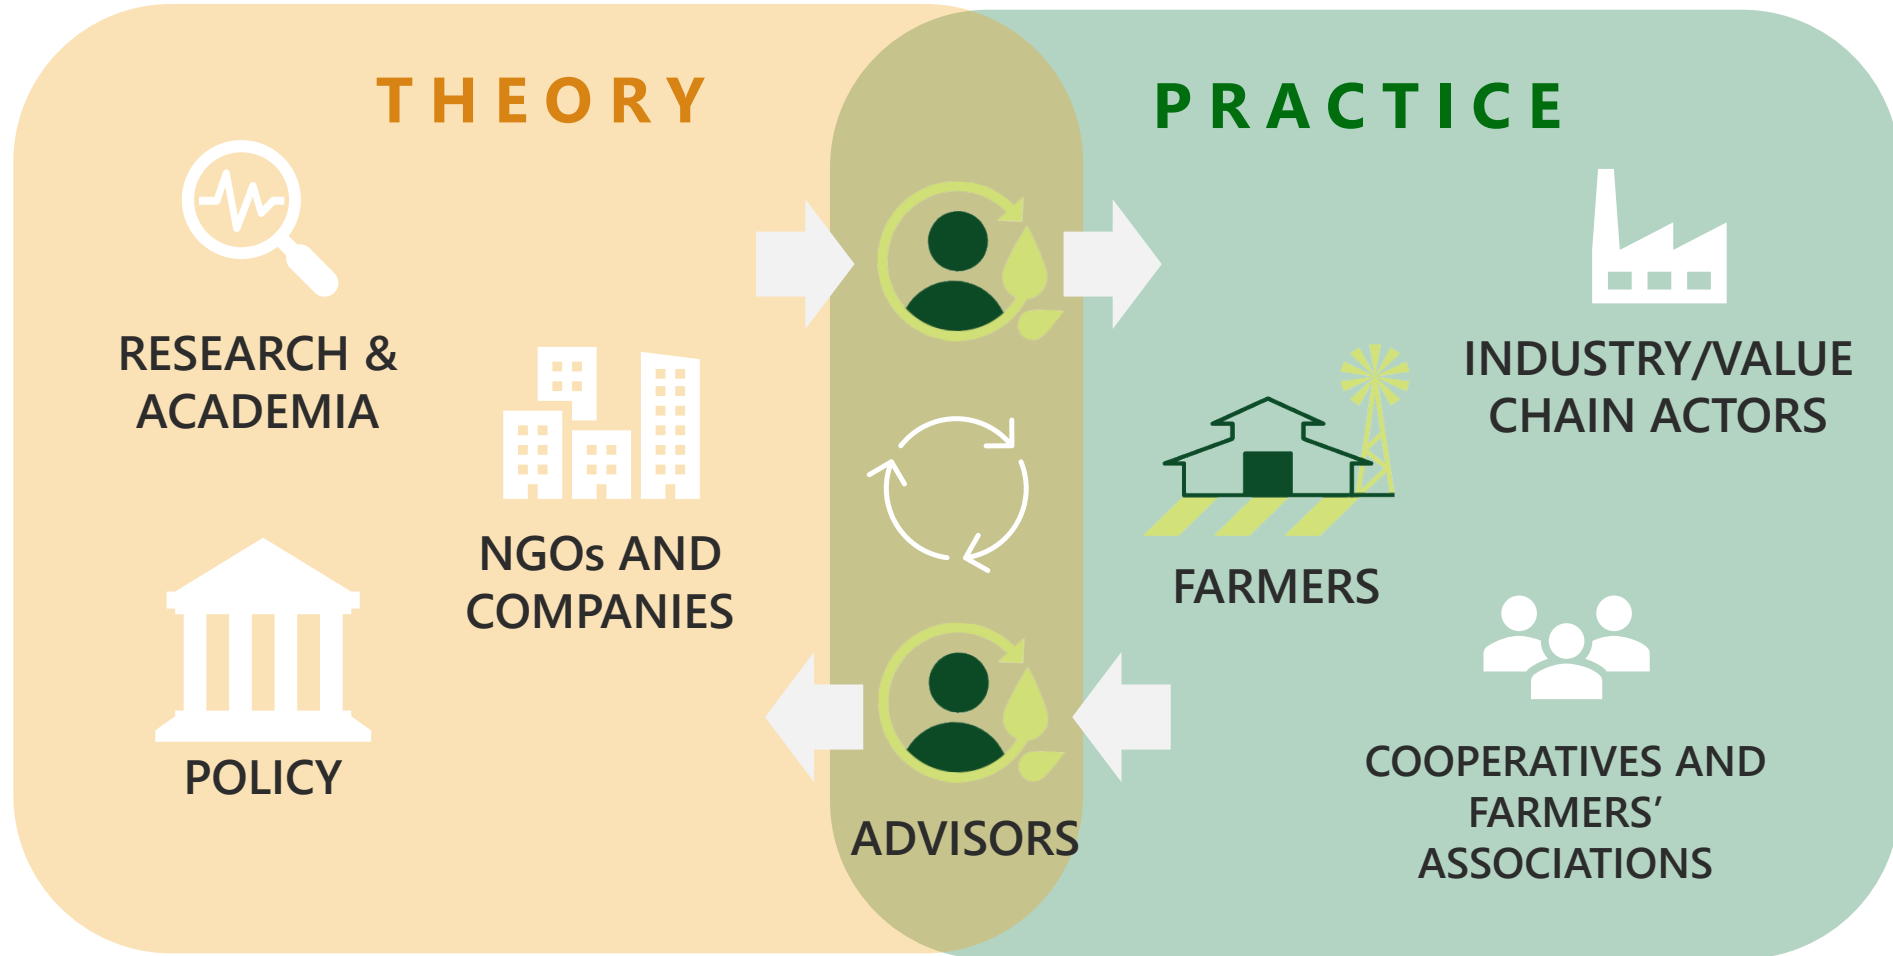 THEORY
RESEARCH &
ACADEMIA
NGOs AND
COMPANIES
POLICY
ADVISORS
PRACTICE
INDUSTRY/VALUE
CHAIN ACTORS
FARMERS
COOPERATIVES AND
FARMERS’
ASSOCIATIONS